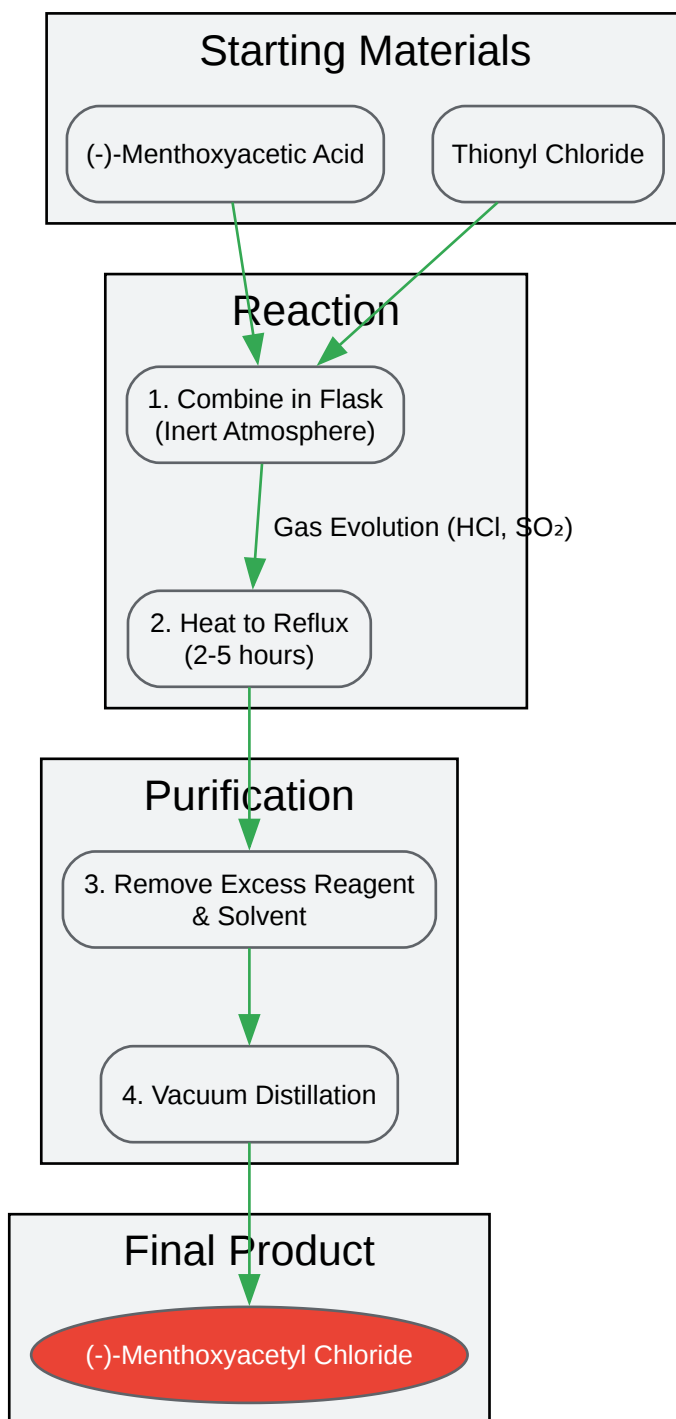 Starting Materials
(-)-Menthoxyacetic Acid
Thionyl Chloride
Reaction
1. Combine in Flask
(Inert Atmosphere)
Gas Evolution (HCl, SO₂)
2. Heat to Reflux
(2-5 hours)
Purification
3. Remove Excess Reagent
& Solvent
4. Vacuum Distillation
Final Product
(-)-Menthoxyacetyl Chloride